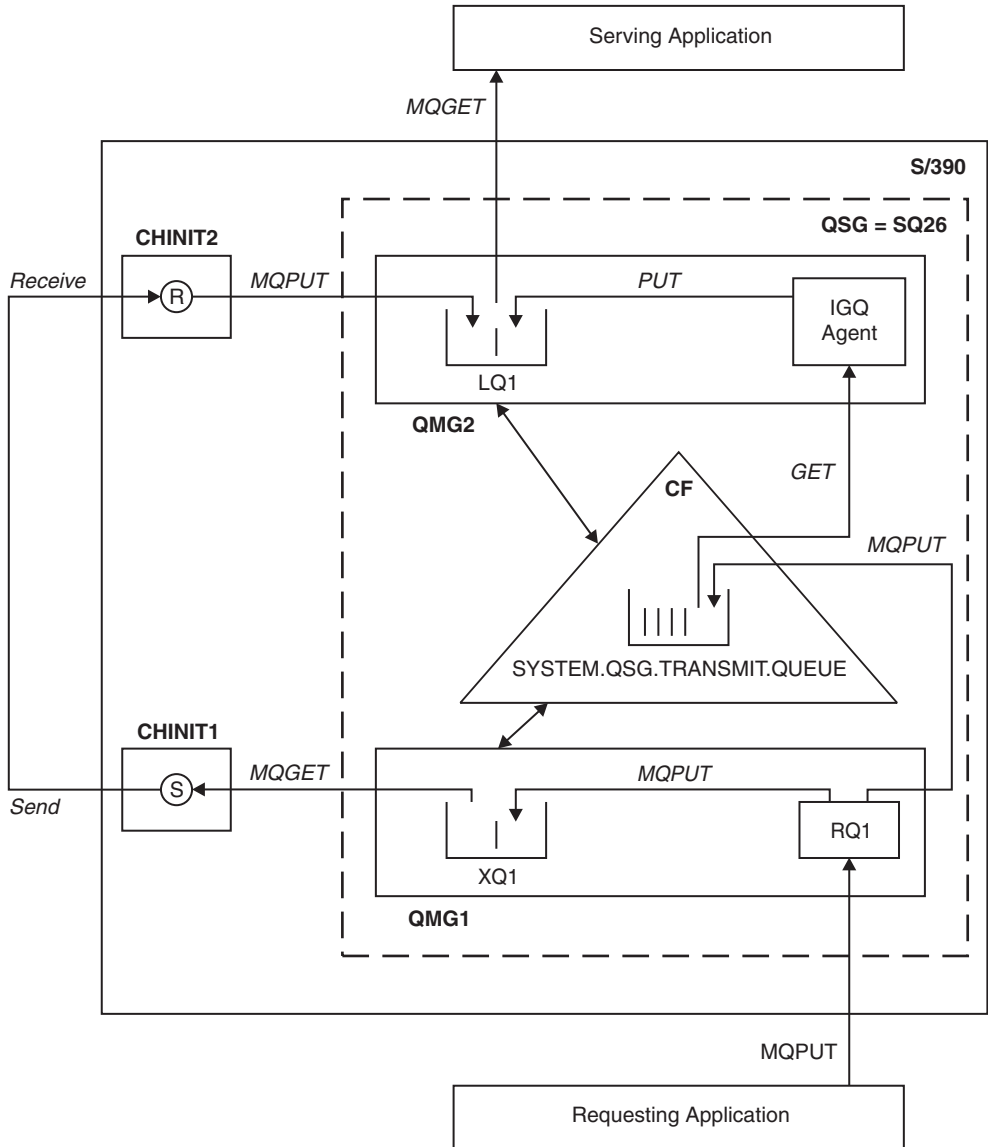 Serving Application
MQGET
S/390
QSG = SQ26
CHINIT2
Receive
R
MQPUT
PUT
IGQ
Agent
LQ1
QMG2
CF
GET
MQPUT
SYSTEM.QSG.TRANSMIT.QUEUE
CHINIT1
MQGET
MQPUT
S
Send
RQ1
XQ1
QMG1
MQPUT
Requesting Application